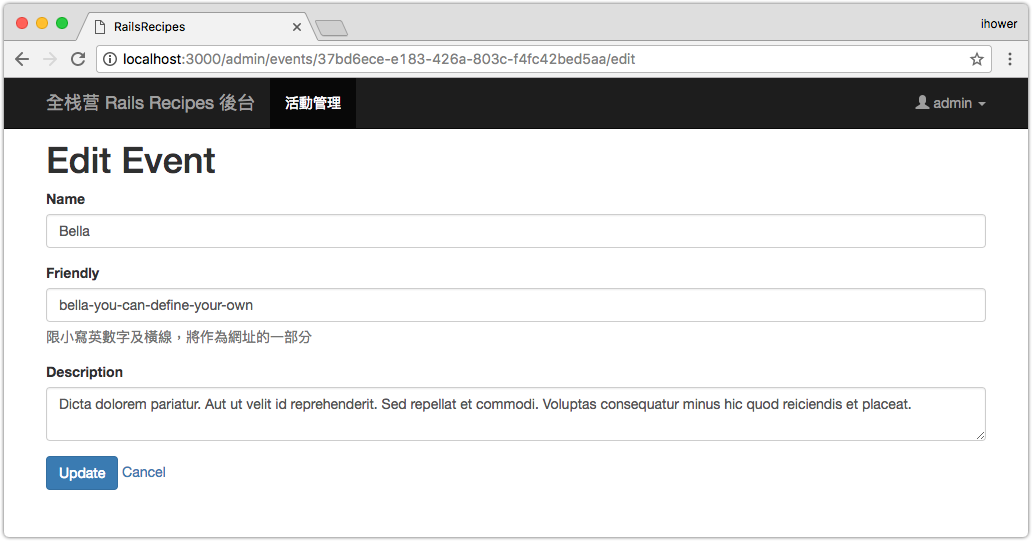 RailsRecipes
ihower
localhost:3000/admin/events/37bd6ece-e183-426a-803c-f4fc42bed5aa/edit
全栈营 Rails Recipes 後台 活動管理 admin
Edit Event
Name
Bella
Friendly
bella-you-can-define-your-own
限小寫英數字及橫線，將作為網址的一部分
Description
Dicta dolorem pariatur. Aut ut velit id reprehenderit. Sed repellat et commodi. Voluptas consequatur minus hic quod reiciendis et placeat.
Update Cancel